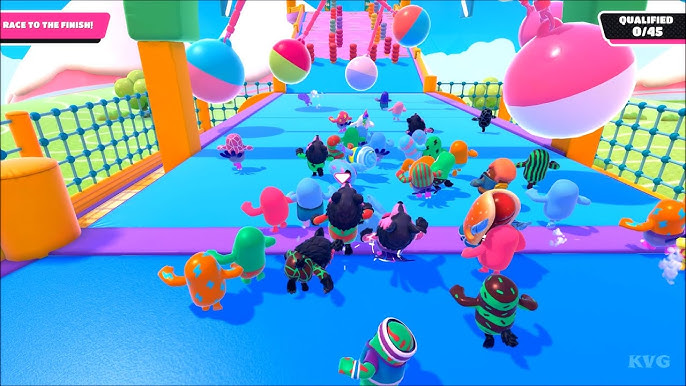 RACE TO THE FINISH!
QUALIFIED
0/45
KVG